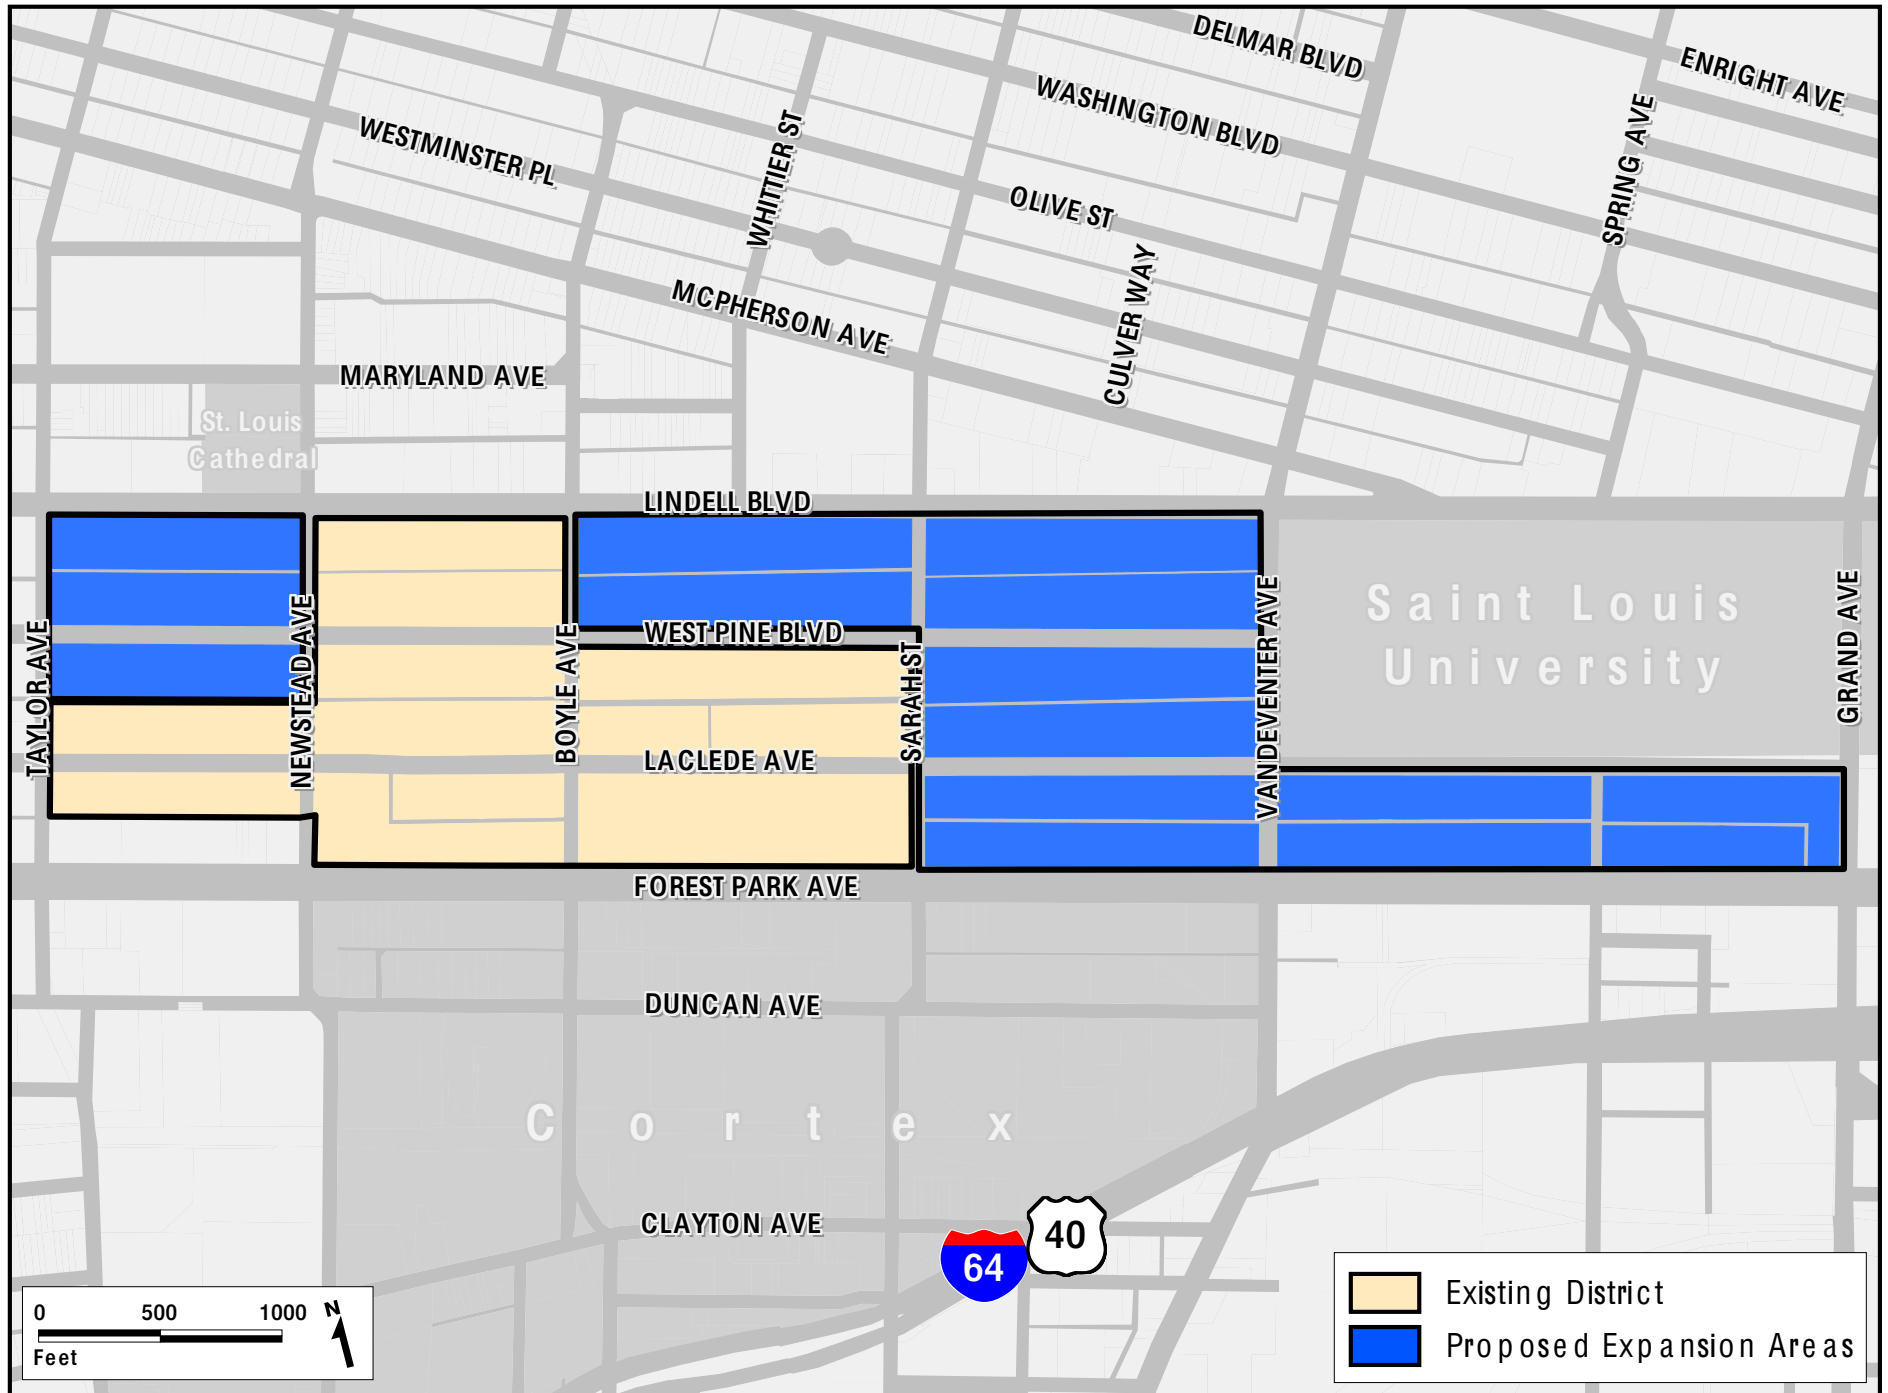 DELMAR BLVD
ENRIGHT AVE
WASHINGTON BLVD
SPRING AVE
WESTMINSTER PL
WHITTIER ST
OLIVE ST
CULVER WAY
MCPHERSON AVE
MARYLAND AVE
St. Louis
Cathedral
LINDELL BLVD
Saint Louis
University
TAYLOR AVE
NEWSTEAD AVE
BOYLE AVE
WEST PINE BLVD
SARAH ST
VANDEVENTER AVE
GRAND AVE
LACLEDE AVE
FOREST PARK AVE
DUNCAN AVE
Cortex
CLAYTON AVE
64
40
0 500 1000
Feet
N
Existing District
Proposed Expansion Areas